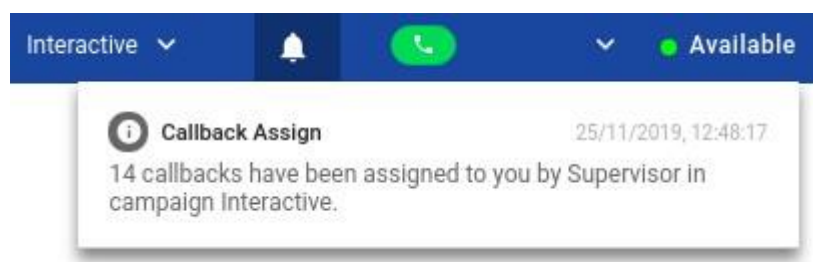 Interactive Available
Callback Assign 25/11/2019, 12:48:17
14 callbacks have been assigned to you by Supervisor in
campaign Interactive.